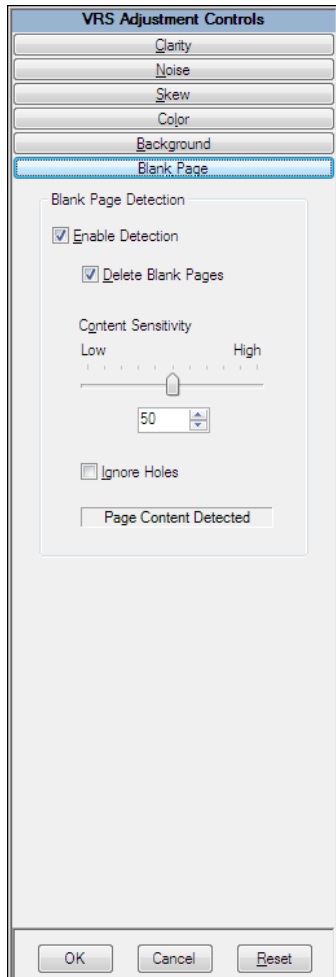 VRS Adjustment Controls
Clarity
Noise
Skew
Color
Background
Blank Page
Blank Page Detection
Enable Detection
Delete Blank Pages
Content Sensitivity
Low High
50
Ignore Holes
Page Content Detected
OK Cancel Reset